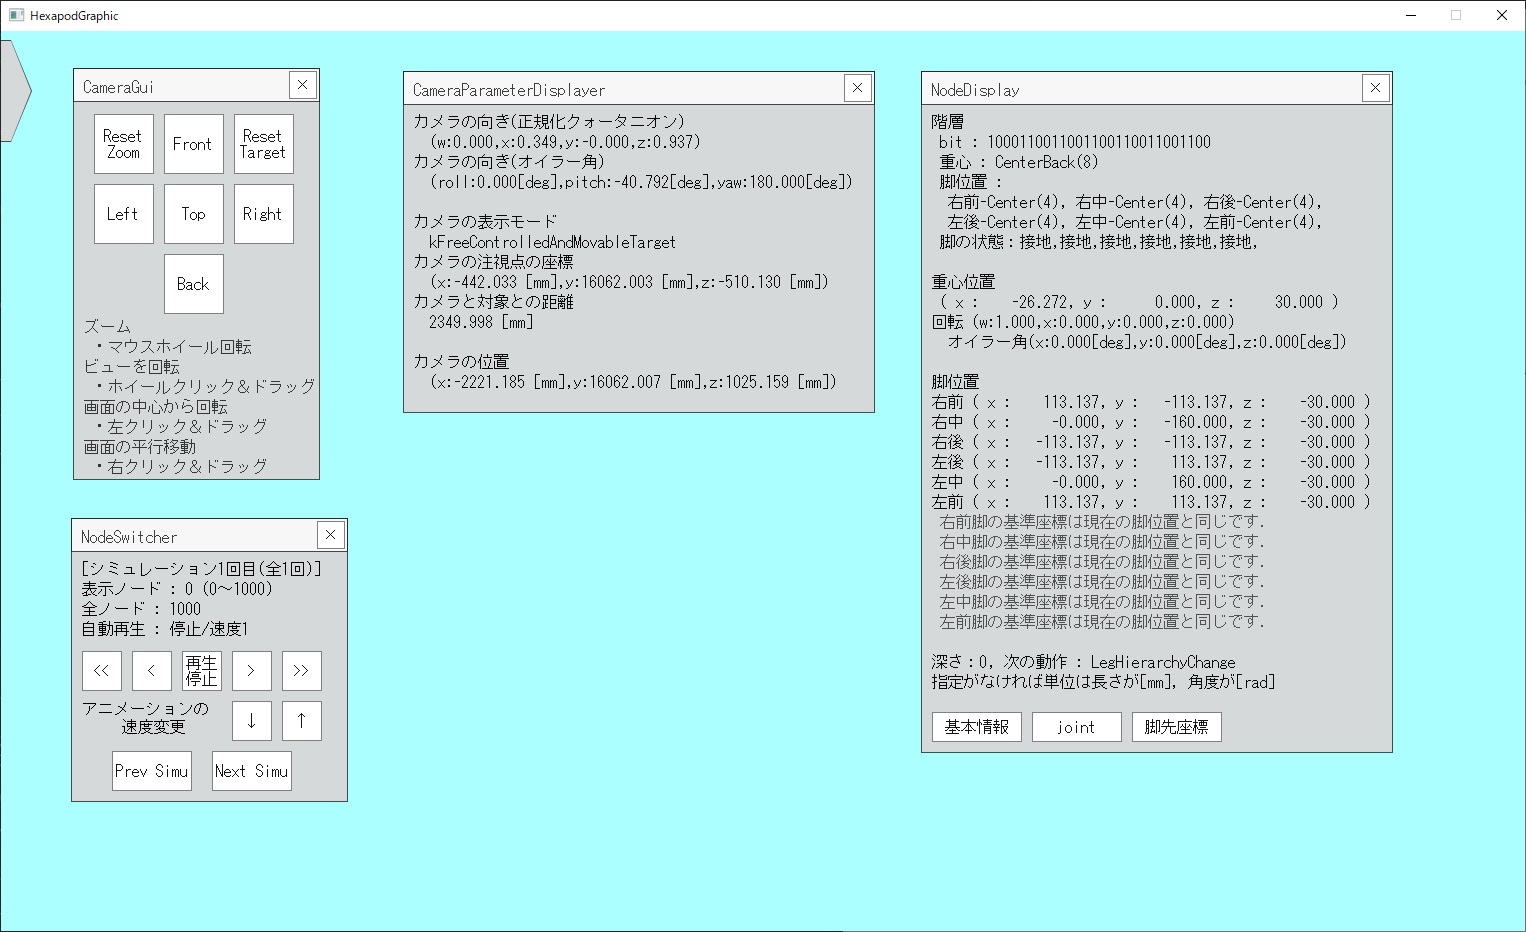 HexapodGraphic
CameraGui
Reset Zoom
Front
Reset Target
Left
Top
Right
Back
ズーム
・マウスホイール回転
ビューを回転
・ホイールクリック＆ドラッグ
画面の中心から回転
・左クリック＆ドラッグ
画面の平行移動
・右クリック＆ドラッグ
NodeSwitcher
[シミュレーション1回目(全1回)]
表示ノード : 0 (0～1000)
全ノード : 1000
自動再生 : 停止/速度1
<<
<
再生
停止
>
>>
アニメーションの
速度変更
↓
↑
Prev Simu
Next Simu
CameraParameterDisplayer
カメラの向き(正規化クォータニオン)
(w:0.000,x:0.349,y:-0.000,z:0.937)
カメラの向き(オイラー角)
(roll:0.000[deg],pitch:-40.792[deg],yaw:180.000[deg])
カメラの表示モード
kFreeControlledAndMovableTarget
カメラの注視点の座標
(x:-442.033 [mm],y:16062.003 [mm],z:-510.130 [mm])
カメラと対象との距離
2349.998 [mm]
カメラの位置
(x:-2221.185 [mm],y:16062.007 [mm],z:1025.159 [mm])
NodeDisplay
階層
bit : 1000110011001100110011001100
重心 : CenterBack(8)
脚位置 :
右前-Center(4), 右中-Center(4), 右後-Center(4),
左後-Center(4), 左中-Center(4), 左前-Center(4),
脚の状態：接地,接地,接地,接地,接地,接地,
重心位置
( x : -26.272, y : 0.000, z : 30.000 )
回転 (w:1.000,x:0.000,y:0.000,z:0.000)
オイラー角(x:0.000[deg],y:0.000[deg],z:0.000[deg])
脚位置
右前 ( x : 113.137, y : -113.137, z : -30.000 )
右中 ( x : -0.000, y : -160.000, z : -30.000 )
右後 ( x : -113.137, y : -113.137, z : -30.000 )
左後 ( x : -113.137, y : 113.137, z : -30.000 )
左中 ( x : -0.000, y : 160.000, z : -30.000 )
左前 ( x : 113.137, y : 113.137, z : -30.000 )
右前脚の基準座標は現在の脚位置と同じです.
右中脚の基準座標は現在の脚位置と同じです.
右後脚の基準座標は現在の脚位置と同じです.
左後脚の基準座標は現在の脚位置と同じです.
左中脚の基準座標は現在の脚位置と同じです.
左前脚の基準座標は現在の脚位置と同じです.
深さ：0, 次の動作 : LegHierarchyChange
指定がなければ単位は長さが[mm], 角度が[rad]
基本情報
joint
脚先座標